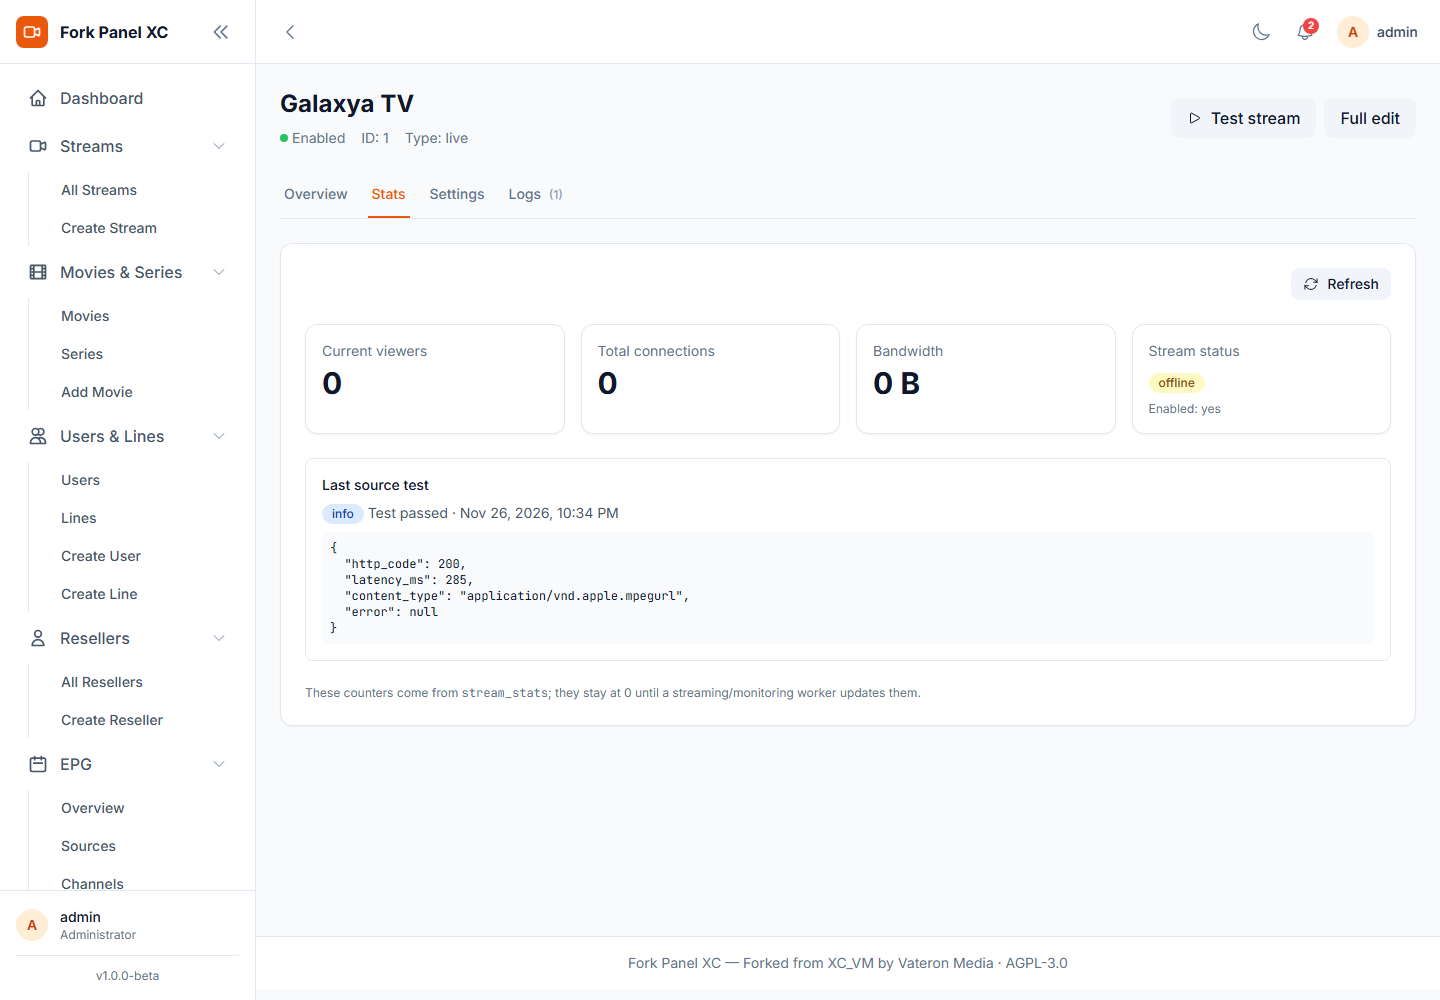 Fork Panel XC
2
A
admin
Dashboard
Streams
All Streams
Create Stream
Movies & Series
Movies
Series
Add Movie
Users & Lines
Users
Lines
Create User
Create Line
Resellers
All Resellers
Create Reseller
EPG
Overview
Sources
Channels
A
admin
Administrator
v1.0.0-beta
Galaxya TV
Enabled ID: 1 Type: live
Test stream
Full edit
Overview Stats Settings Logs (1)
Refresh
Current viewers
0
Total connections
0
Bandwidth
0 B
Stream status
offline
Enabled: yes
Last source test
info Test passed · Nov 26, 2026, 10:34 PM
{
"http_code": 200,
"latency_ms": 285,
"content_type": "application/vnd.apple.mpegurl",
"error": null
}
These counters come from stream_stats; they stay at 0 until a streaming/monitoring worker updates them.
Fork Panel XC — Forked from XC_VM by Vateron Media · AGPL-3.0